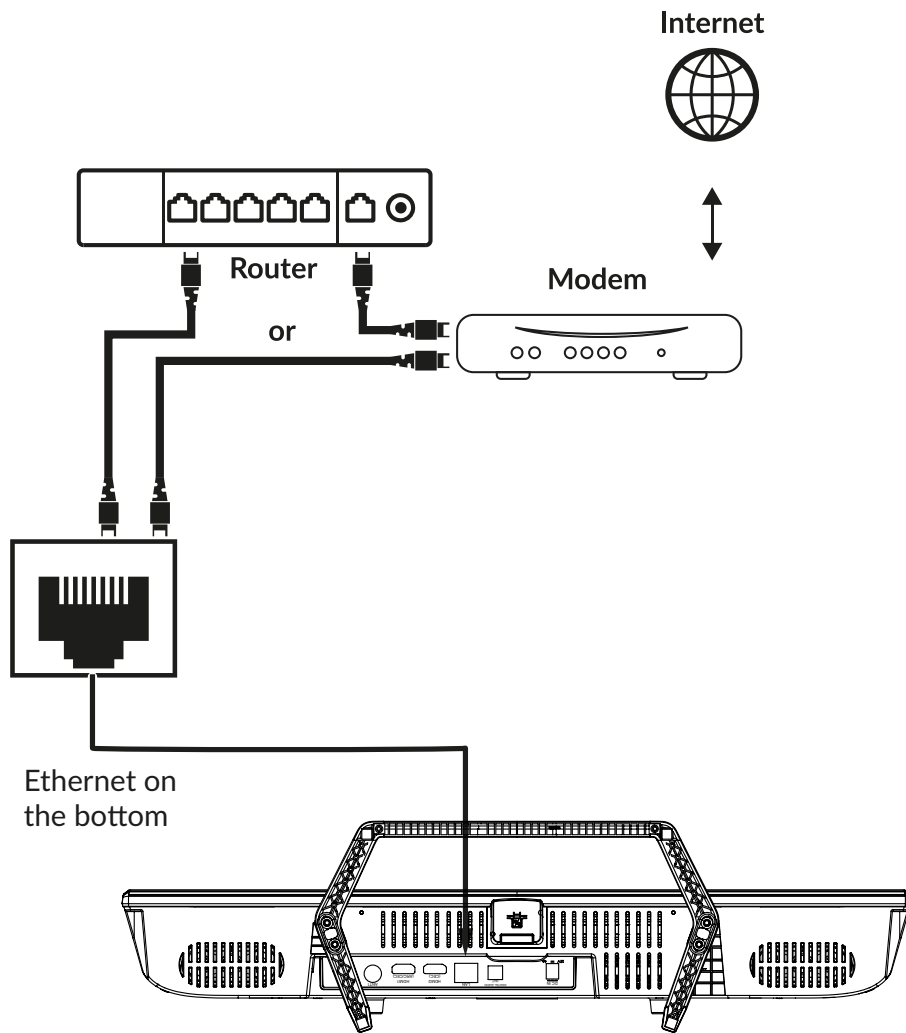 Internet
Router
Modem
or
Ethernet on
the bottom